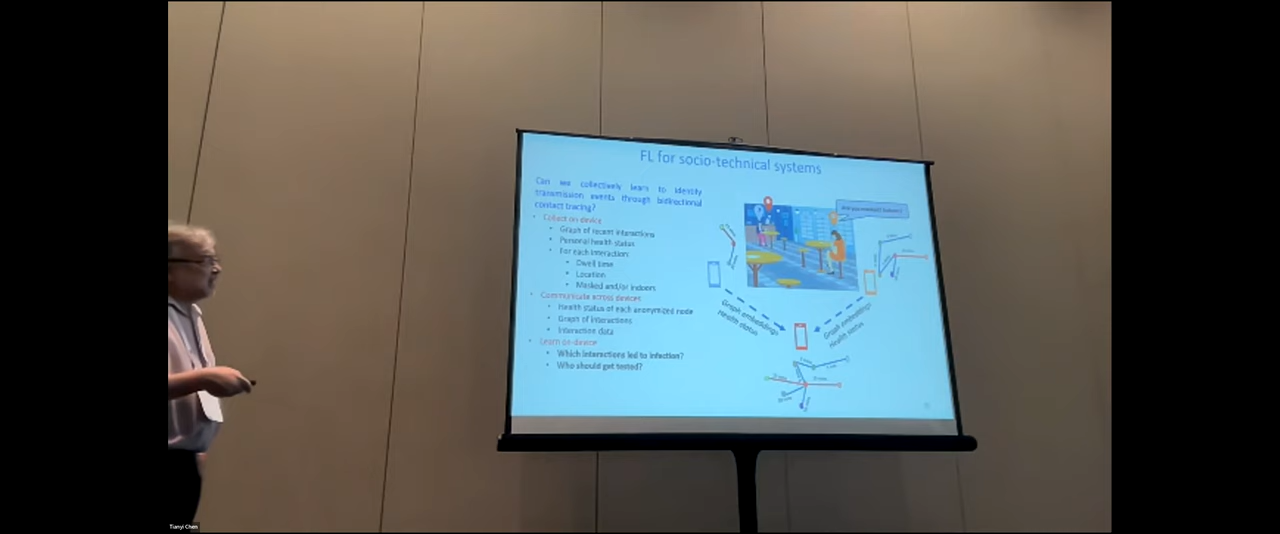 FL for socio-technical systems
Can we collectively learn to identify
transmission events through bidirectional
contact tracing?
• Collect on device
• Graph of recent interactions
• Personal health status
• For each interaction:
• Dwell time
• Location
• Masked and/or indoors
• Communicate across devices
• Health status of each anonymized node
• Graph of interactions
• Interaction data
• Learn on device
• Which interactions led to infection?
• Who should get tested?
Graph embeddings
Health status
Graph embeddings
Health status
Tianyi Chen